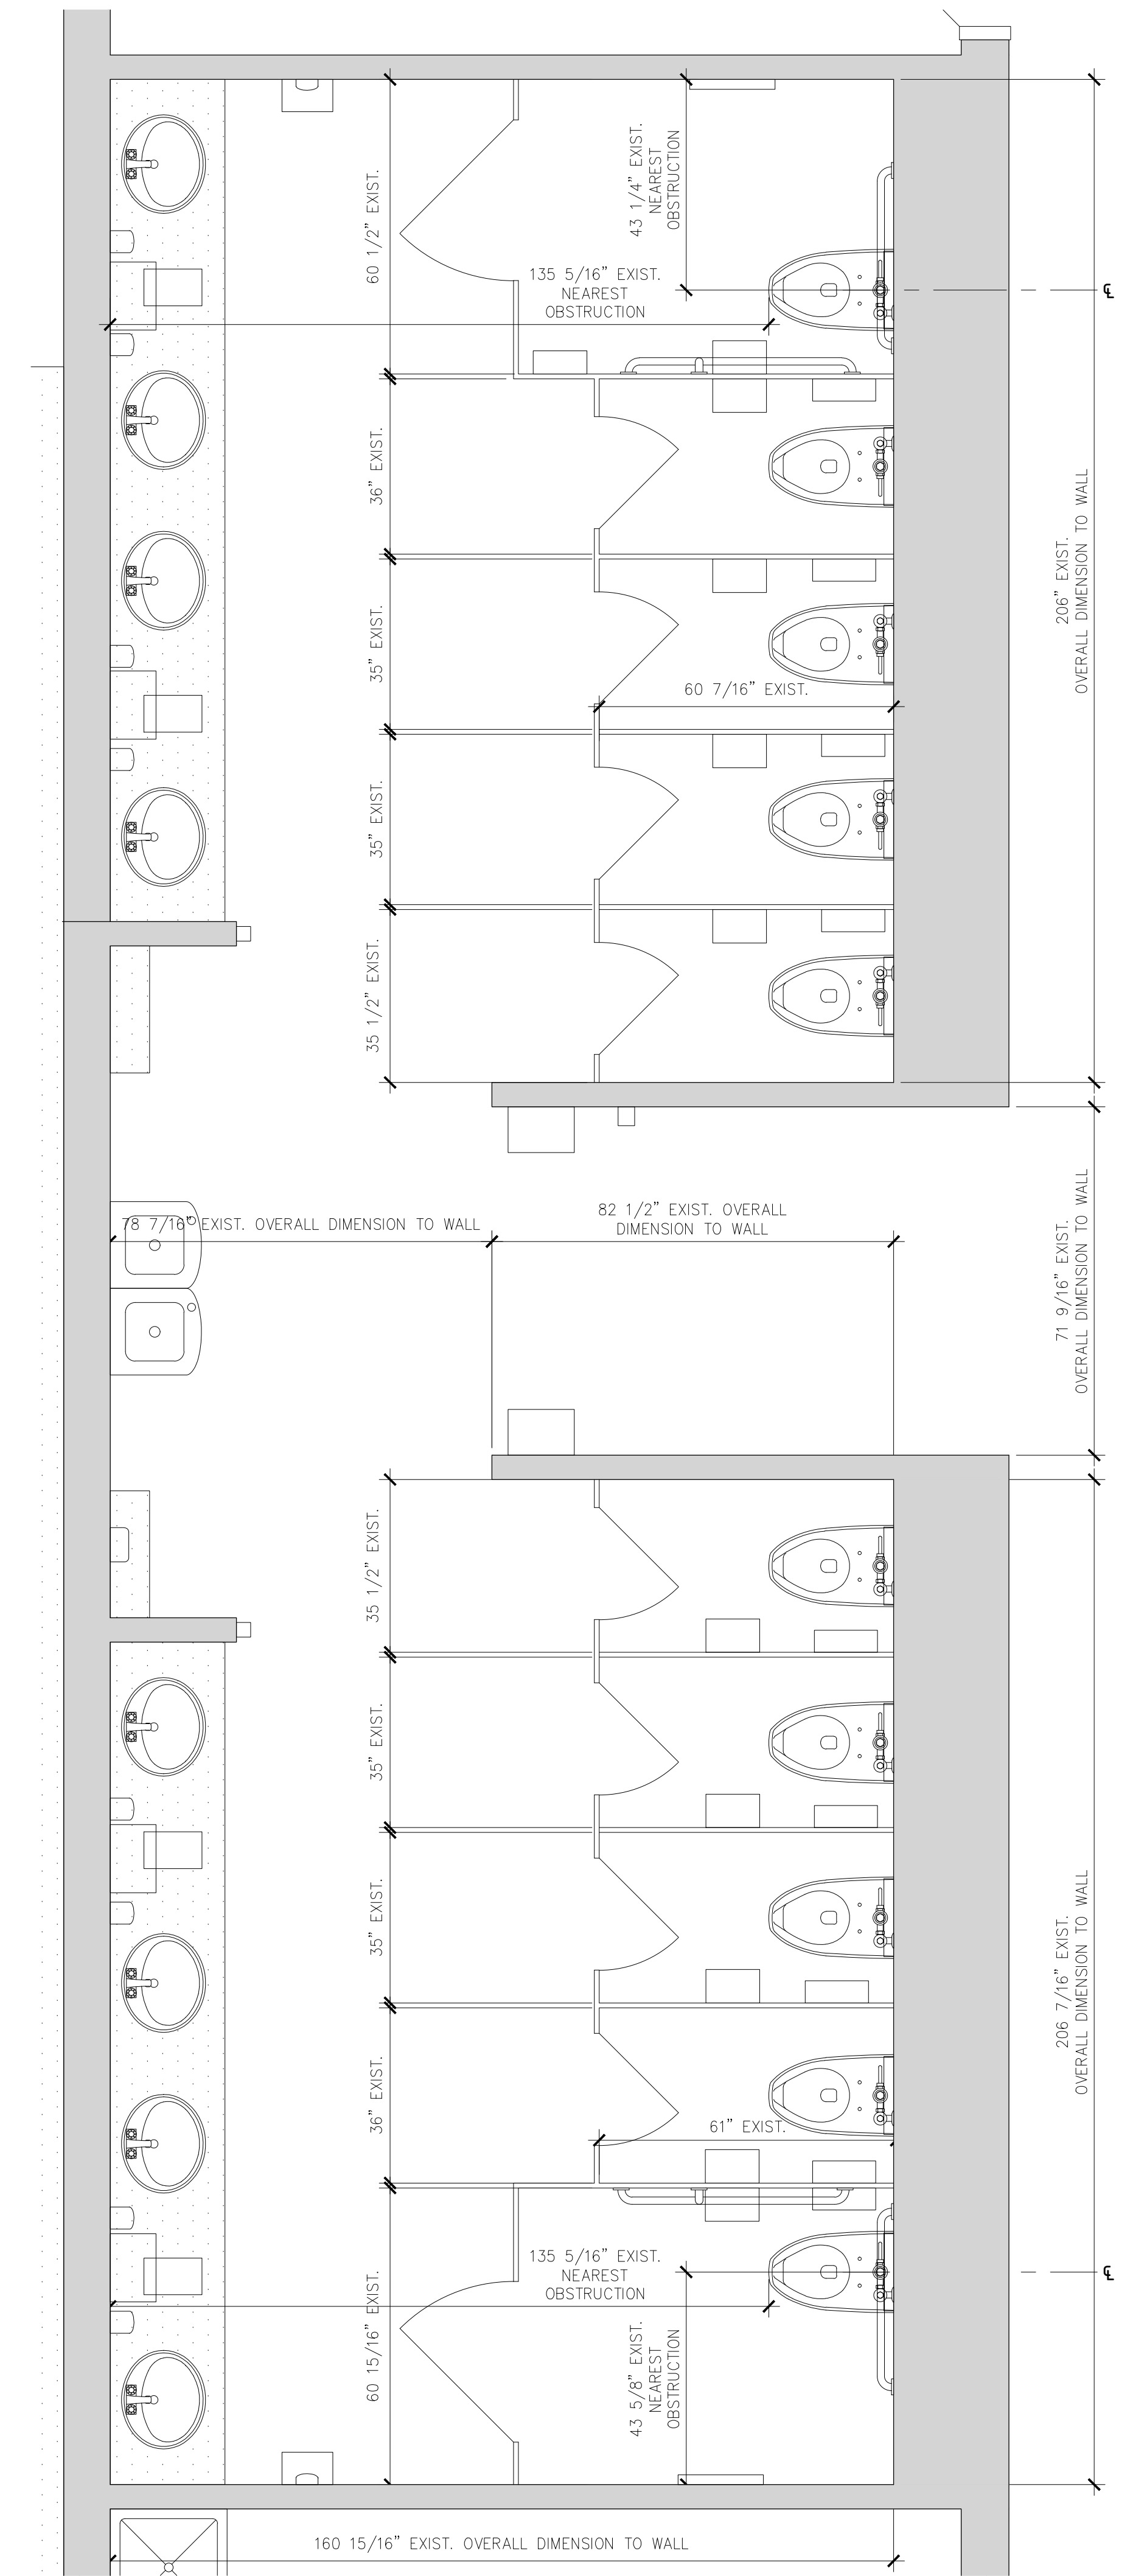 60 1/2" EXIST.
43 1/4" EXIST.
NEAREST
OBSTRUCTION
135 5/16" EXIST.
NEAREST
OBSTRUCTION
℄
36" EXIST.
206" EXIST.
OVERALL DIMENSION TO WALL
35" EXIST.
60 7/16" EXIST.
35" EXIST.
35 1/2" EXIST.
78 7/16" EXIST. OVERALL DIMENSION TO WALL
82 1/2" EXIST. OVERALL
DIMENSION TO WALL
71 9/16" EXIST.
OVERALL DIMENSION TO WALL
35 1/2" EXIST.
35" EXIST.
35" EXIST.
206 7/16" EXIST.
OVERALL DIMENSION TO WALL
36" EXIST.
61" EXIST.
135 5/16" EXIST.
NEAREST
OBSTRUCTION
℄
60 15/16" EXIST.
43 5/8" EXIST.
NEAREST
OBSTRUCTION
160 15/16" EXIST. OVERALL DIMENSION TO WALL